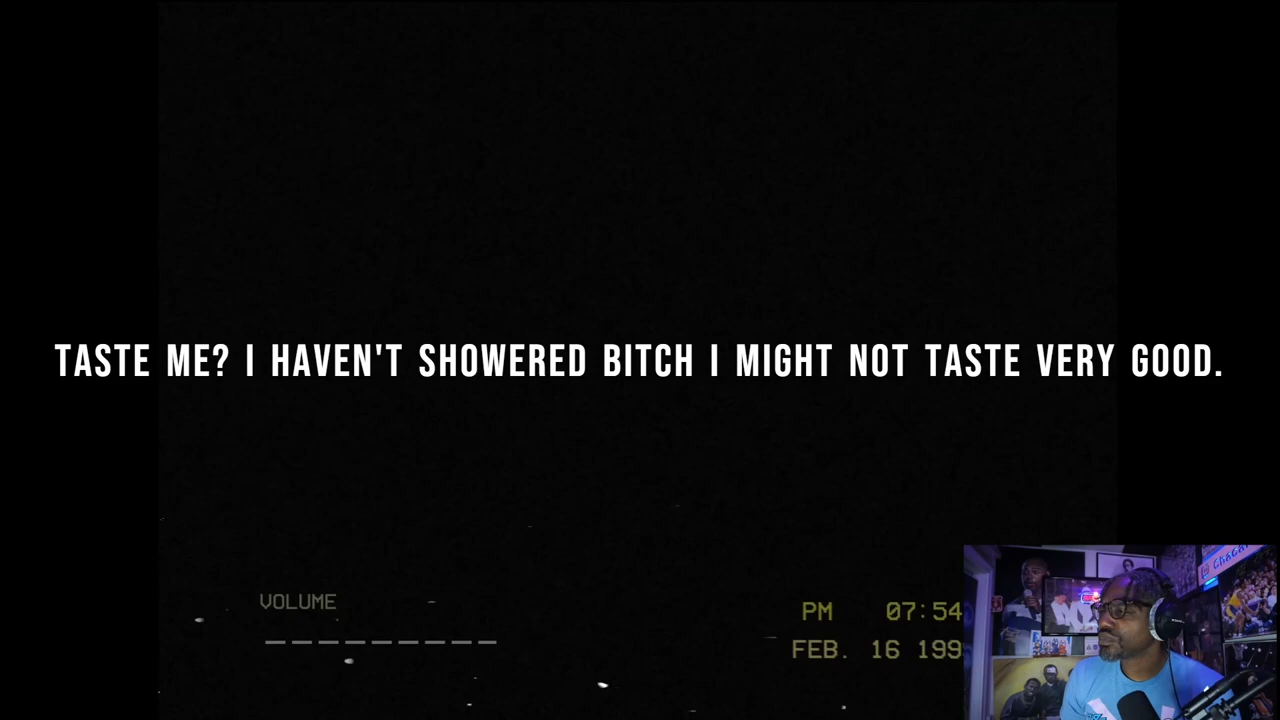 TASTE ME? I HAVEN'T SHOWERED BITCH I MIGHT NOT TASTE VERY GOOD.
VOLUME
PM 07:54
FEB. 16 199